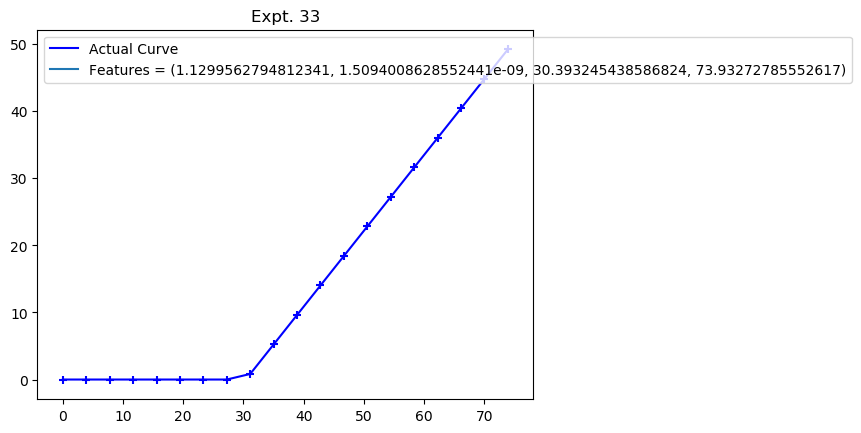 Expt. 33
Actual Curve
Features = (1.1299562794812341, 1.5094008628552441e-09, 30.393245438586824, 73.93272785552617)
50
40
30
20
10
0
0 10 20 30 40 50 60 70